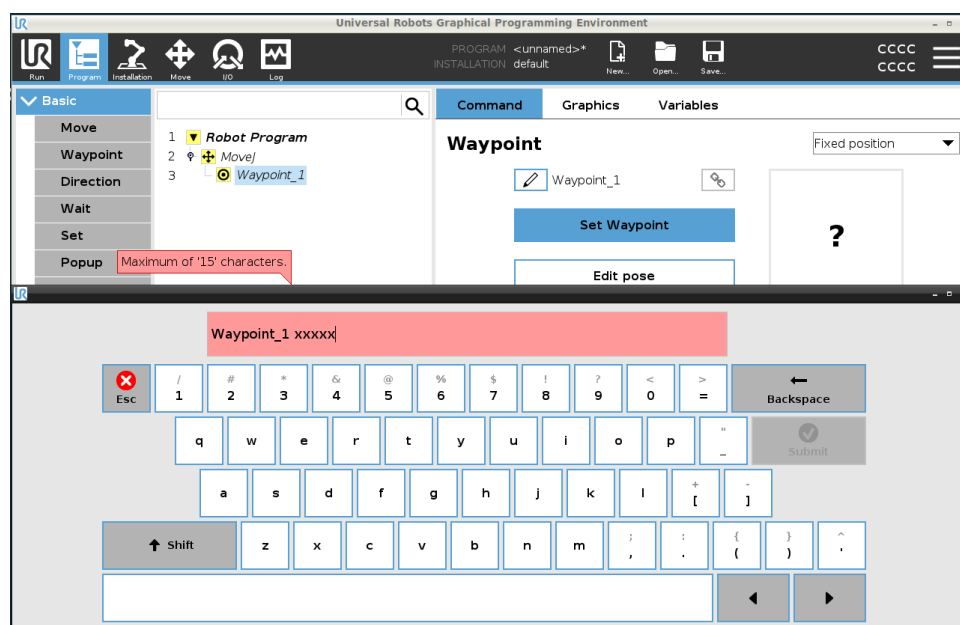 UR
Universal Robots Graphical Programming Environment
UR
Run
Program
Installation
Move
I/O
Log
PROGRAM <unnamed>*
INSTALLATION default
New...
Open...
Save...
CCCC
CCCC
Basic
Move
Waypoint
Direction
Wait
Set
Popup
1 Robot Program
2 MoveJ
3 Waypoint_1
Command Graphics Variables
Waypoint
Fixed position
Waypoint_1
Set Waypoint
Edit pose
?
Maximum of '15' characters.
UR
Waypoint_1 xxxxx
/ # * & @ % $ ! ? < >
Esc 1 2 3 4 5 6 7 8 9 0 = Backspace
"
q w e r t y u i o p _ Submit
+ -
a s d f g h j k l [ ]
; : { } ^
Shift z x c v b n m , . ( ) '